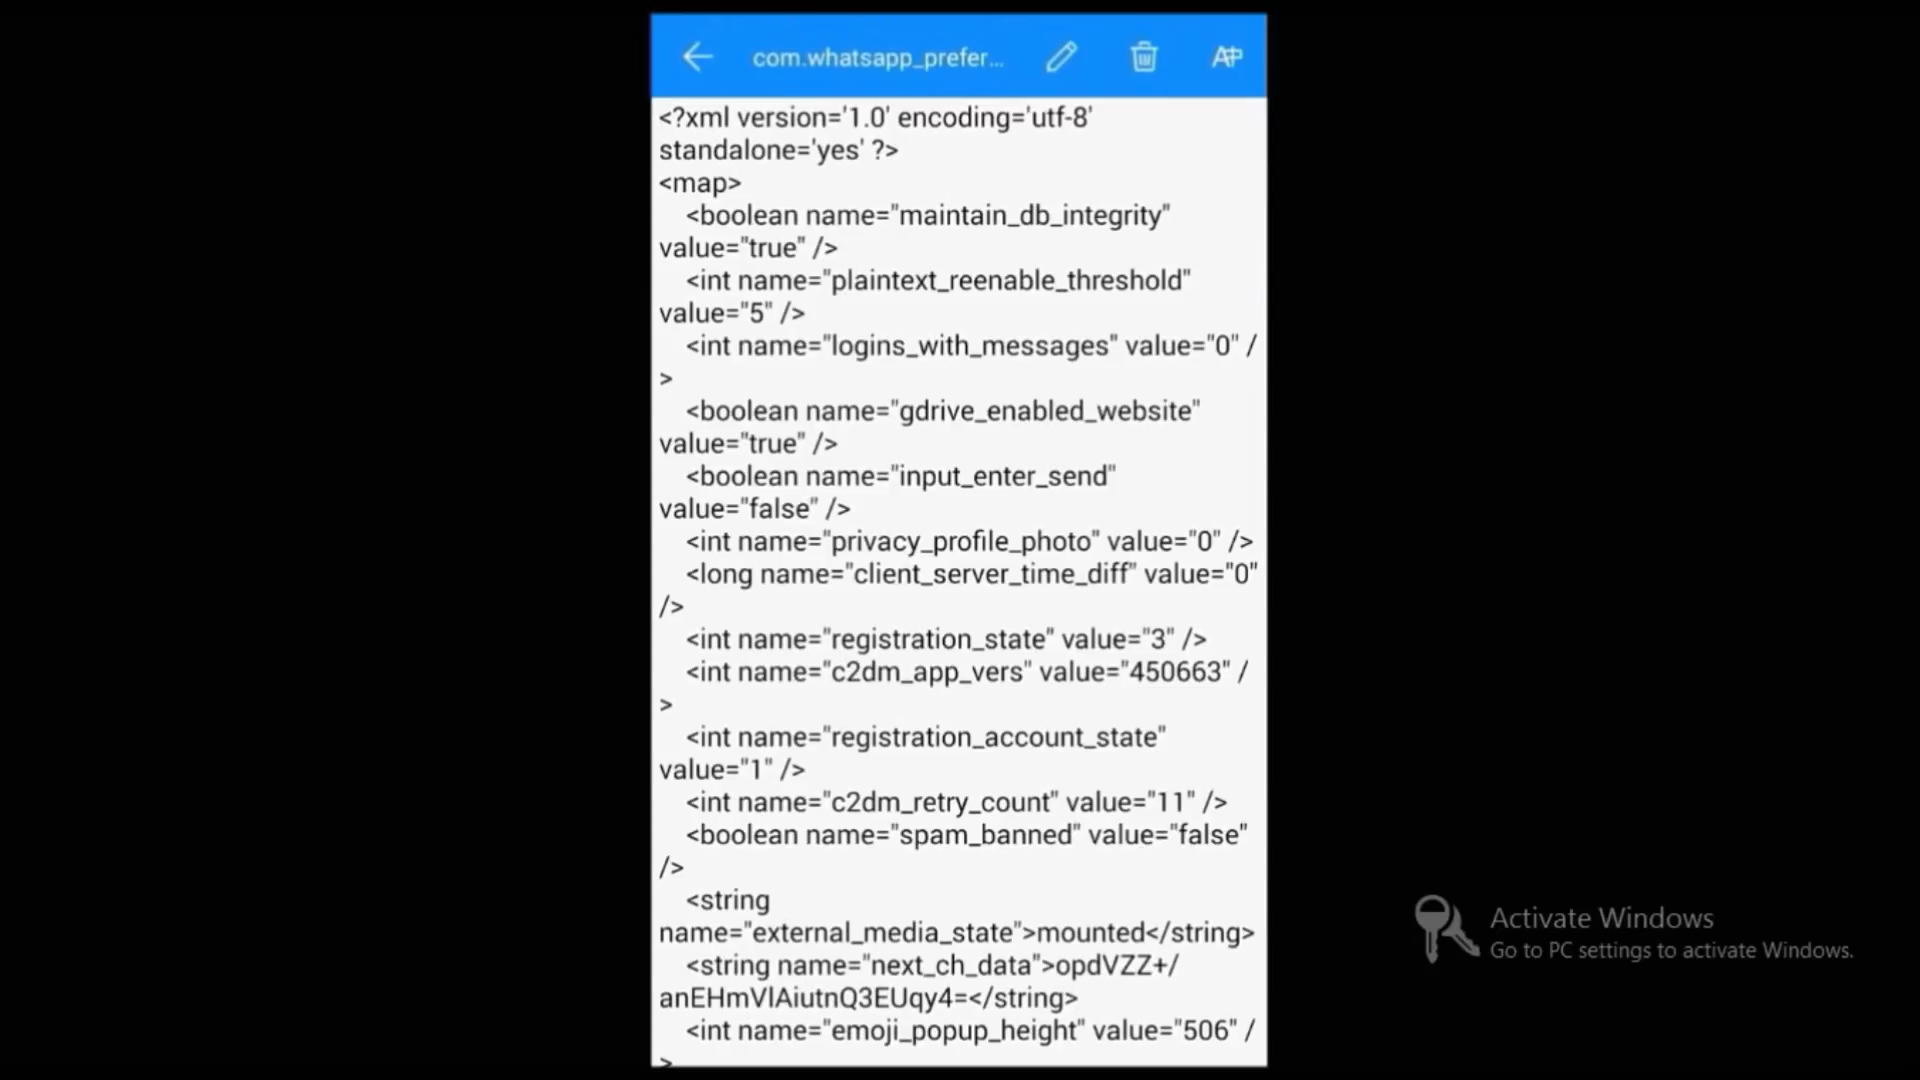 com.whatsapp_prefer...
<?xml version='1.0' encoding='utf-8'
standalone='yes' ?>
<map>
<boolean name="maintain_db_integrity"
value="true" />
<int name="plaintext_reenable_threshold"
value="5" />
<int name="logins_with_messages" value="0" /
>
<boolean name="gdrive_enabled_website"
value="true" />
<boolean name="input_enter_send"
value="false" />
<int name="privacy_profile_photo" value="0" />
<long name="client_server_time_diff" value="0"
/>
<int name="registration_state" value="3" />
<int name="c2dm_app_vers" value="450663" /
>
<int name="registration_account_state"
value="1" />
<int name="c2dm_retry_count" value="11" />
<boolean name="spam_banned" value="false"
/>
<string
name="external_media_state">mounted</string>
<string name="next_ch_data">opdVZZ+/
anEHmVlAiutnQ3EUqy4=</string>
<int name="emoji_popup_height" value="506" /
>
Activate Windows
Go to PC settings to activate Windows.